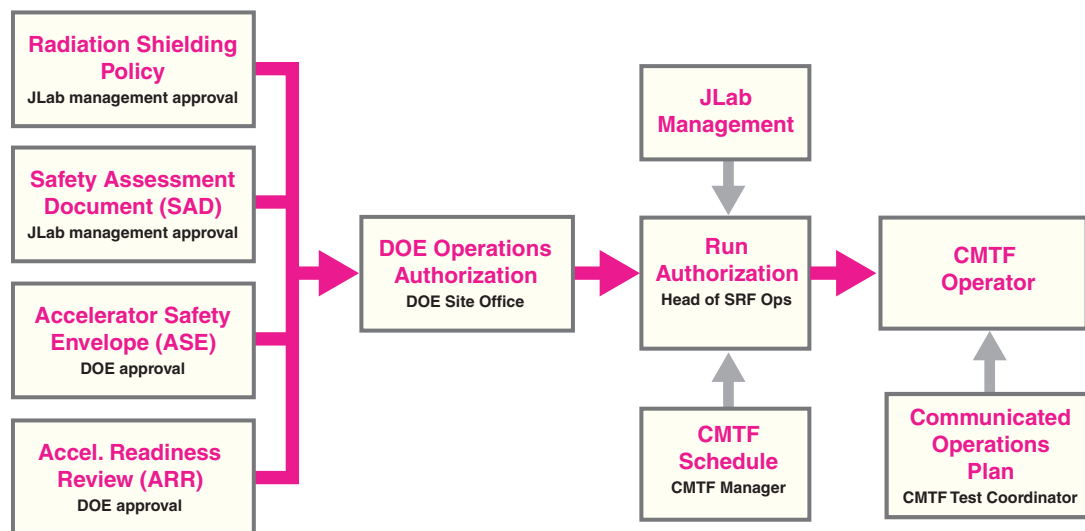 Radiation Shielding
Policy
JLab management approval
Safety Assessment
Document (SAD)
JLab management approval
Accelerator Safety
Envelope (ASE)
DOE approval
Accel. Readiness
Review (ARR)
DOE approval
DOE Operations
Authorization
DOE Site Office
JLab
Management
Run
Authorization
Head of SRF Ops
CMTF
Schedule
CMTF Manager
CMTF
Operator
Communicated
Operations
Plan
CMTF Test Coordinator